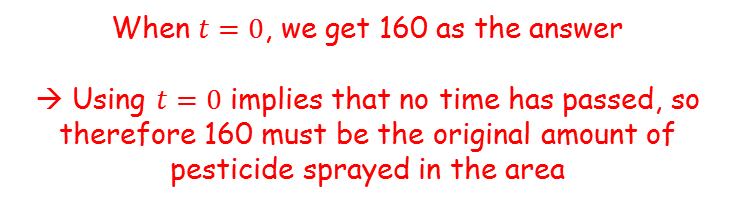 When t = 0, we get 160 as the answer
→ Using t = 0 implies that no time has passed, so
therefore 160 must be the original amount of
pesticide sprayed in the area